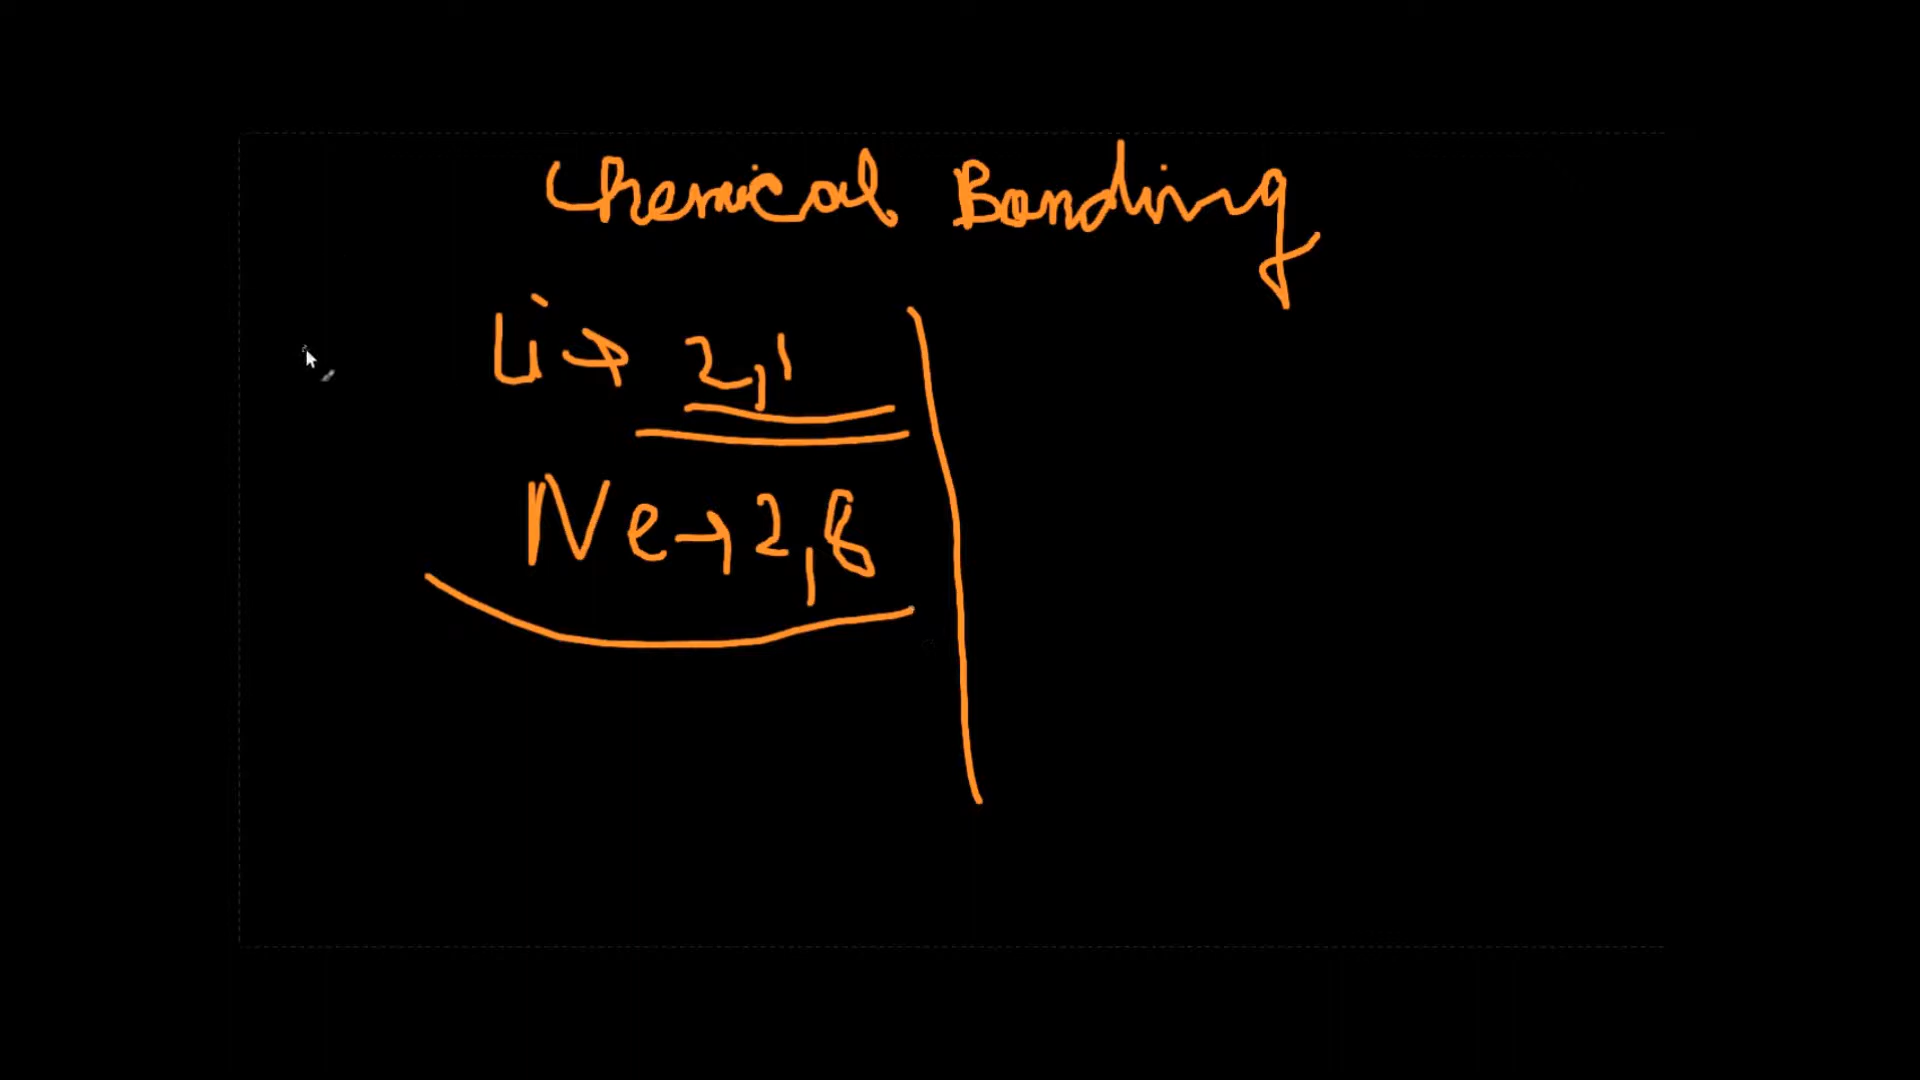 Chemical Bonding
Li → 2,1
Ne → 2,8